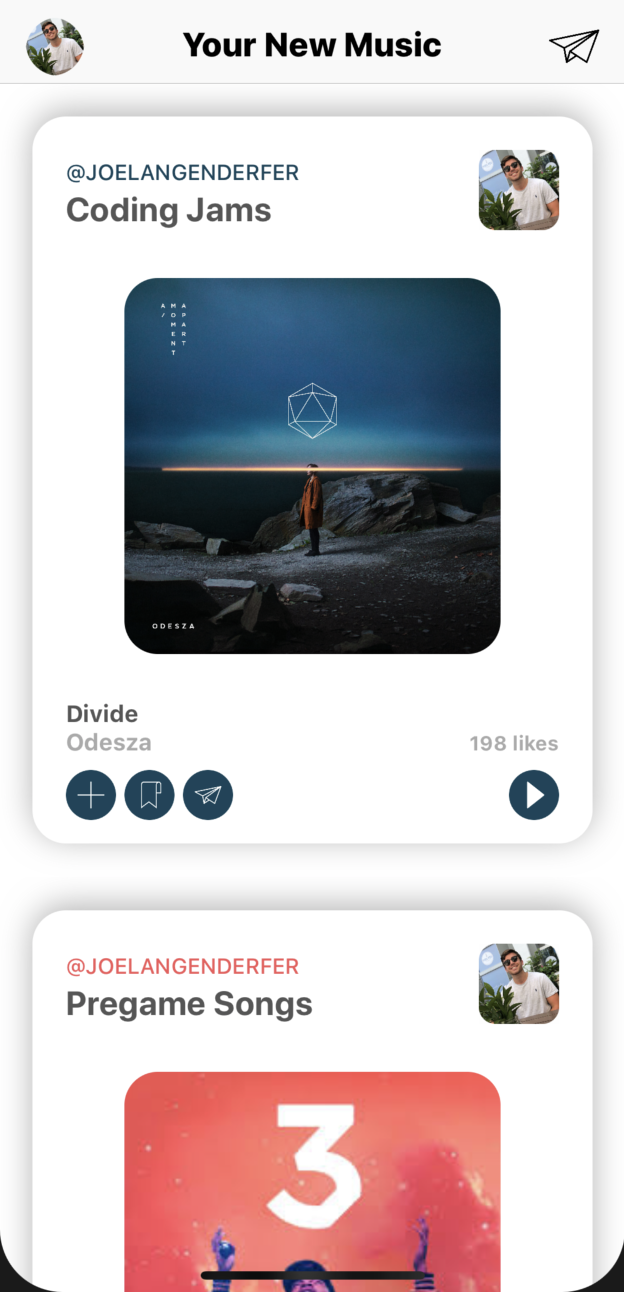 Your New Music
@JOELANGENDERFER
Coding Jams
A / MOMENT APART
ODESZA
Divide
Odesza
198 likes
@JOELANGENDERFER
Pregame Songs
3